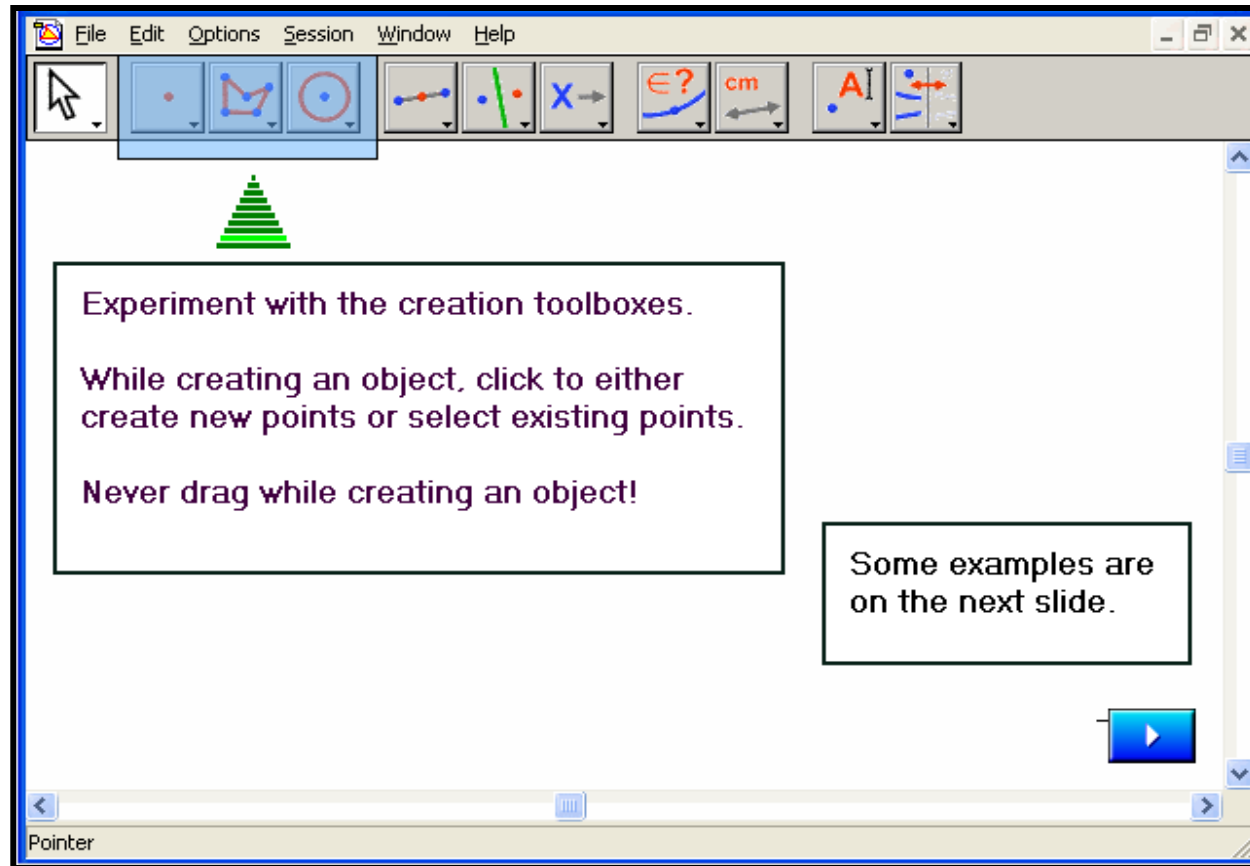 File Edit Options Session Window Help
X
∈?
cm
A
Experiment with the creation toolboxes.
While creating an object, click to either
create new points or select existing points.
Never drag while creating an object!
Some examples are
on the next slide.
Pointer